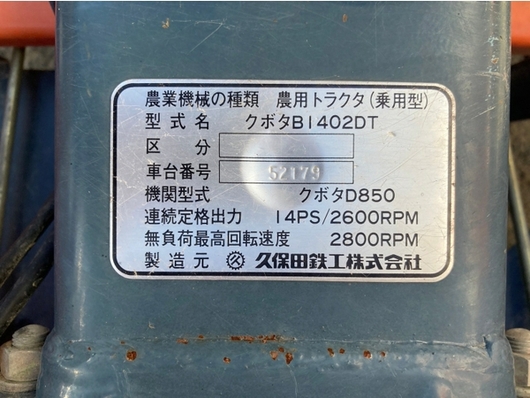 農業機械の種類 農用トラクタ(乗用型)
型式名 クボタB1402DT
区分
車台番号 52179
機関型式 クボタD850
連続定格出力 14PS/2600RPM
無負荷最高回転速度 2800RPM
製造元 久保田鉄工株式会社